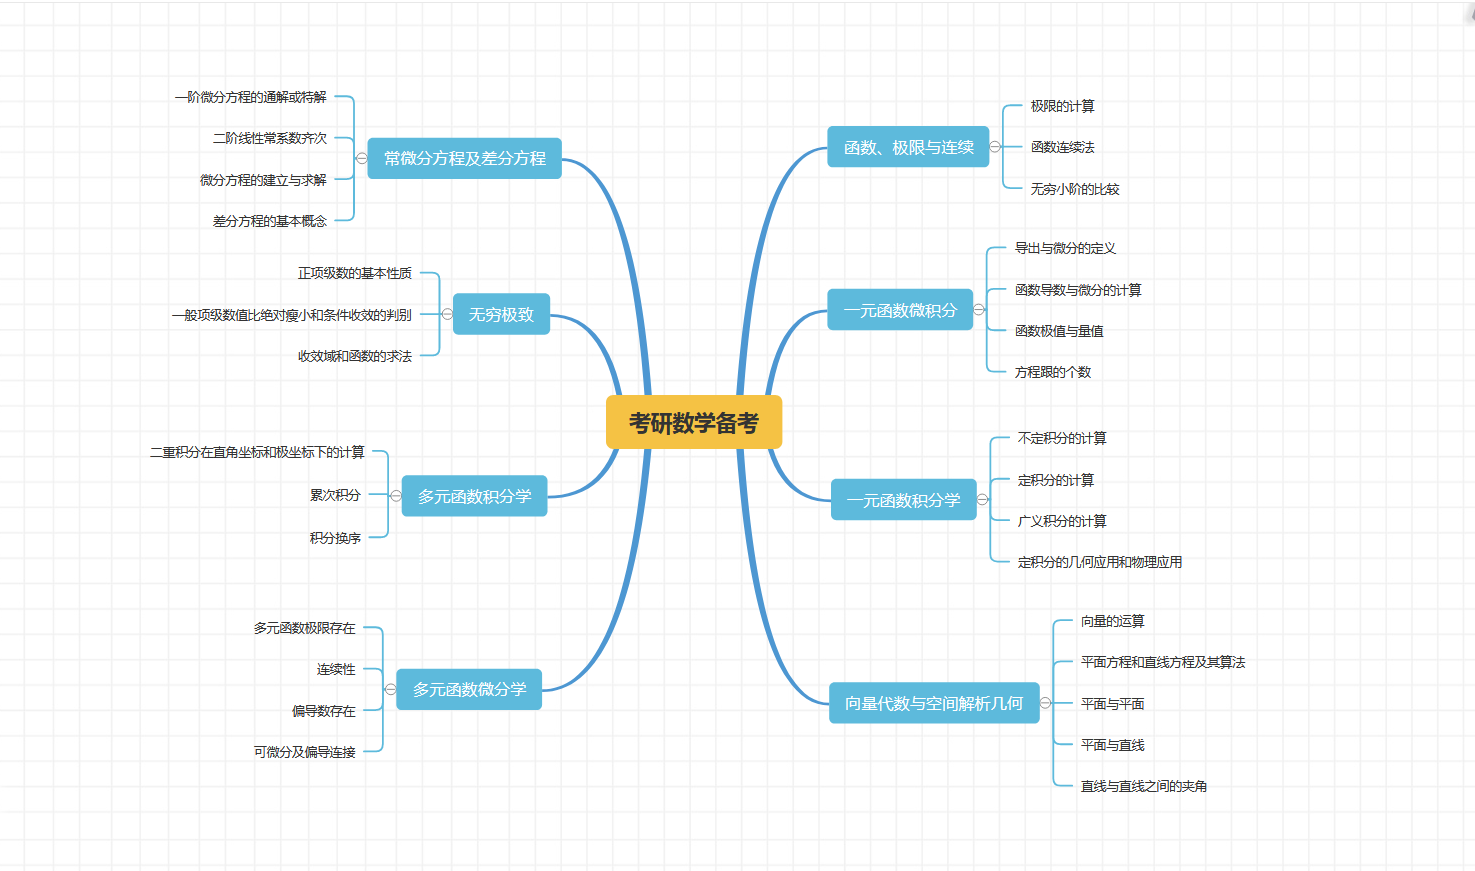 考研数学备考
函数、极限与连续
极限的计算
函数连续法
无穷小阶的比较
一元函数微积分
导出与微分的定义
函数导数与微分的计算
函数极值与量值
方程跟的个数
一元函数积分学
不定积分的计算
定积分的计算
广义积分的计算
定积分的几何应用和物理应用
向量代数与空间解析几何
向量的运算
平面方程和直线方程及其算法
平面与平面
平面与直线
直线与直线之间的夹角
常微分方程及差分方程
一阶微分方程的通解或特解
二阶线性常系数齐次
微分方程的建立与求解
差分方程的基本概念
无穷极致
正项级数的基本性质
一般项级数值比绝对瘦小和条件收效的判别
收效域和函数的求法
多元函数积分学
二重积分在直角坐标和极坐标下的计算
累次积分
积分换序
多元函数微分学
多元函数极限存在
连续性
偏导数存在
可微分及偏导连接